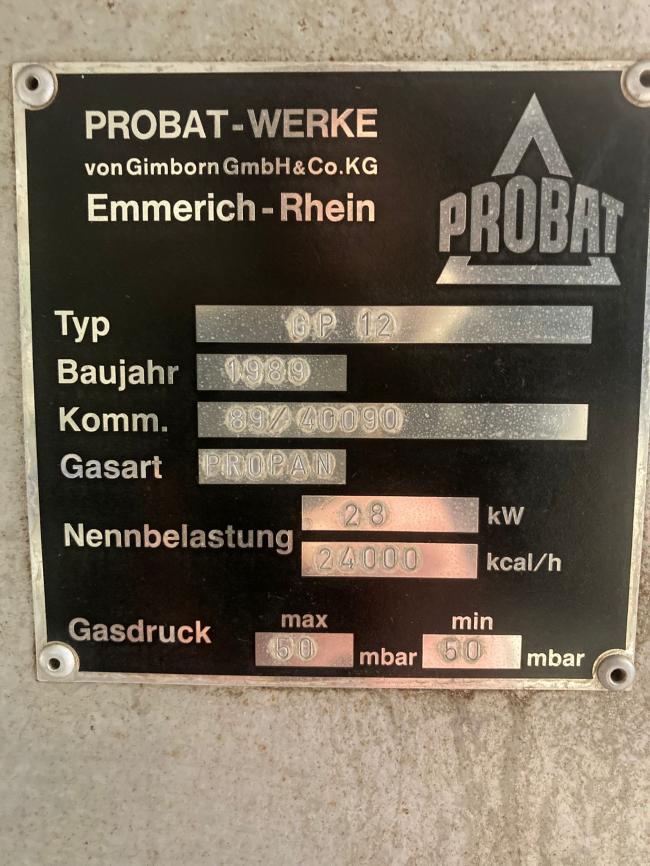 PROBAT-WERKE
von Gimborn GmbH & Co. KG
Emmerich-Rhein
PROBAT
Typ GP 12
Baujahr 1989
Komm. 89/40090
Gasart PROPAN
Nennbelastung 28 kW
24000 kcal/h
max min
Gasdruck 50 mbar 50 mbar